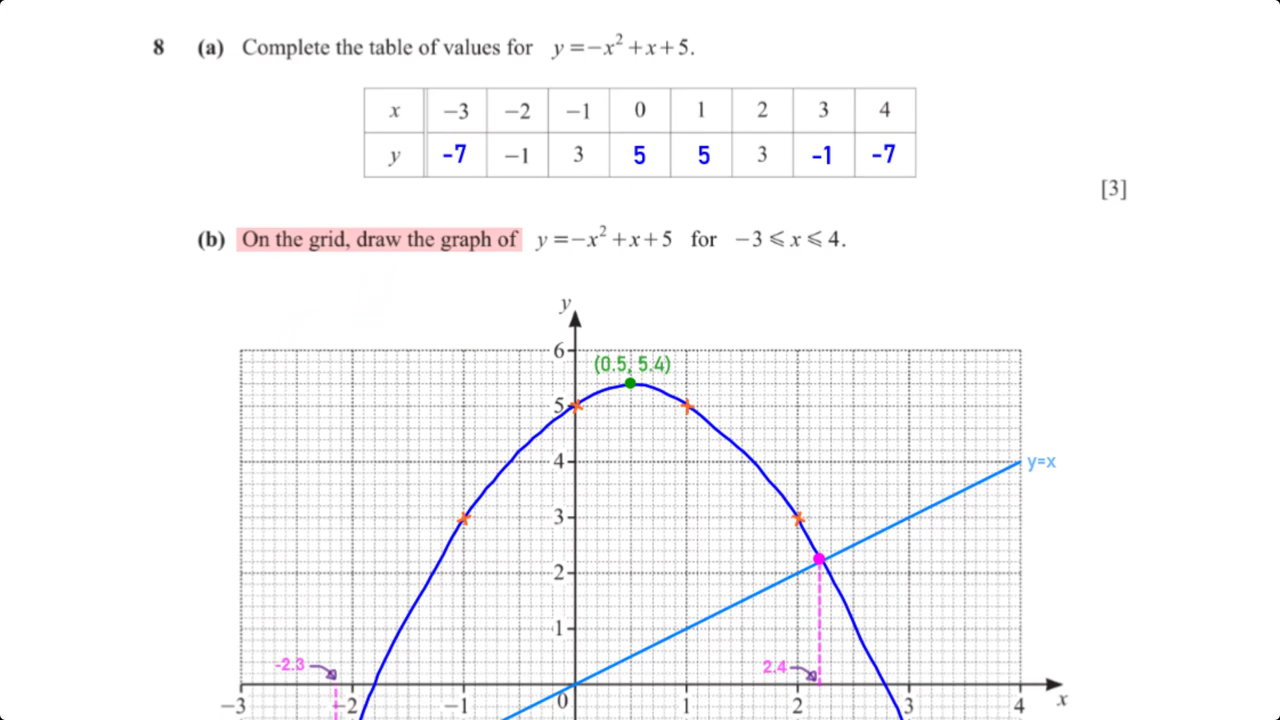 8 (a) Complete the table of values for y = −x² + x + 5.
x −3 −2 −1 0 1 2 3 4
y -7 −1 3 5 5 3 -1 -7
[3]
(b) On the grid, draw the graph of y = −x² + x + 5 for −3 ⩽ x ⩽ 4.
y
6
(0.5, 5.4)
5
4
y=x
3
2
1
-2.3
2.4
−3 −2 −1 0 1 2 3 4 x